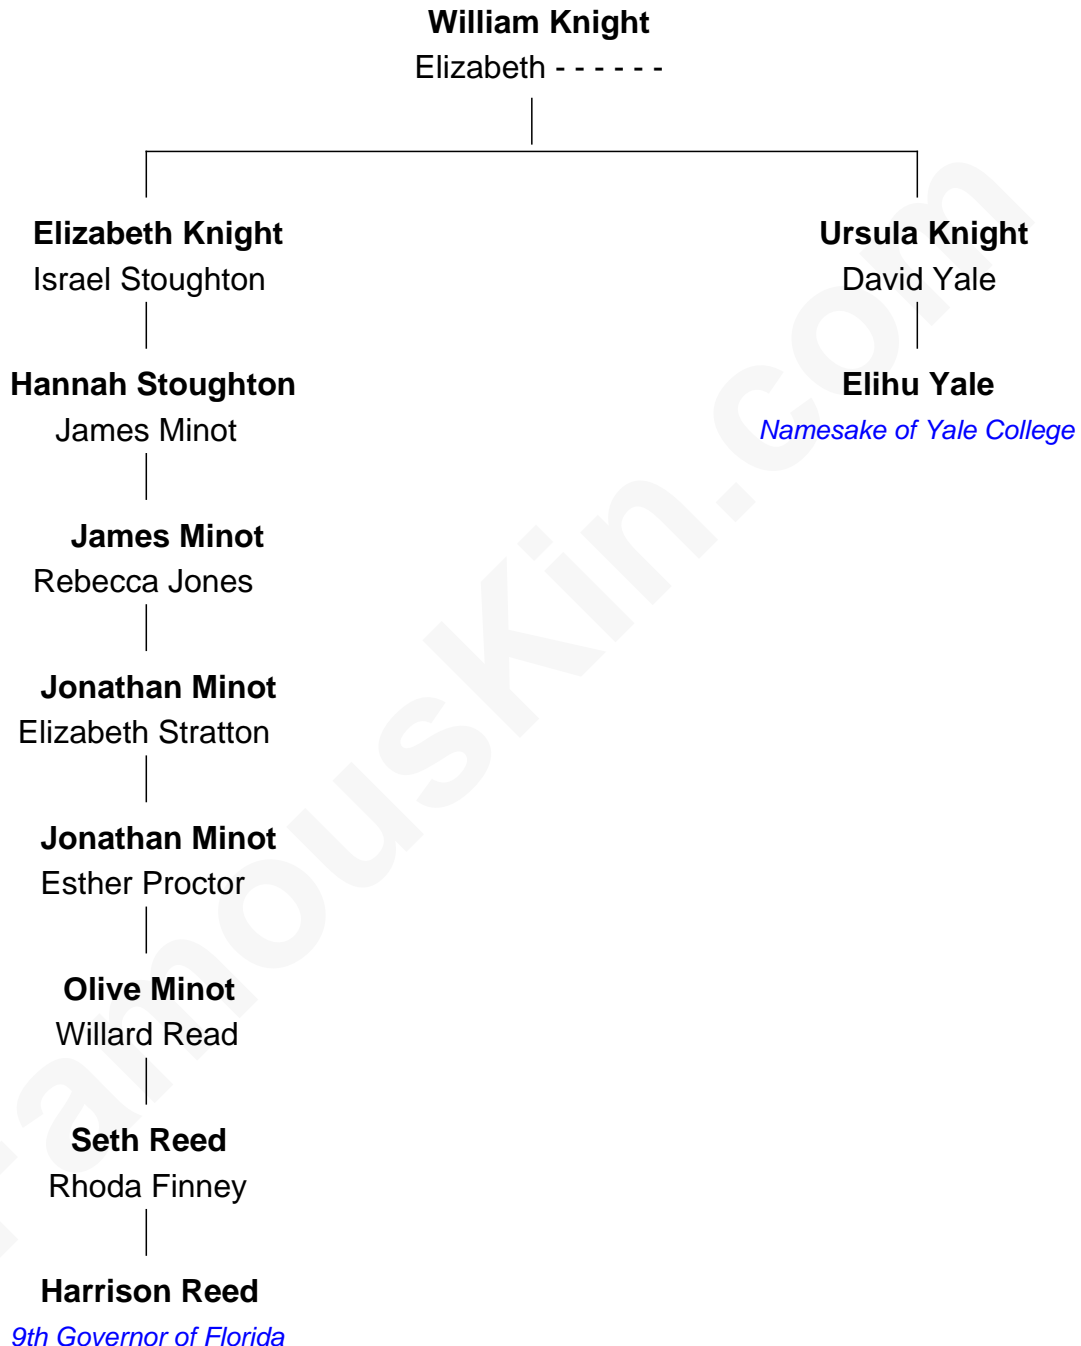 William Knight
Elizabeth - - - - - -
Elizabeth Knight
Israel Stoughton
Ursula Knight
David Yale
Hannah Stoughton
James Minot
Elihu Yale
Namesake of Yale College
James Minot
Rebecca Jones
Jonathan Minot
Elizabeth Stratton
Jonathan Minot
Esther Proctor
Olive Minot
Willard Read
Seth Reed
Rhoda Finney
Harrison Reed
9th Governor of Florida
FamousKin.com